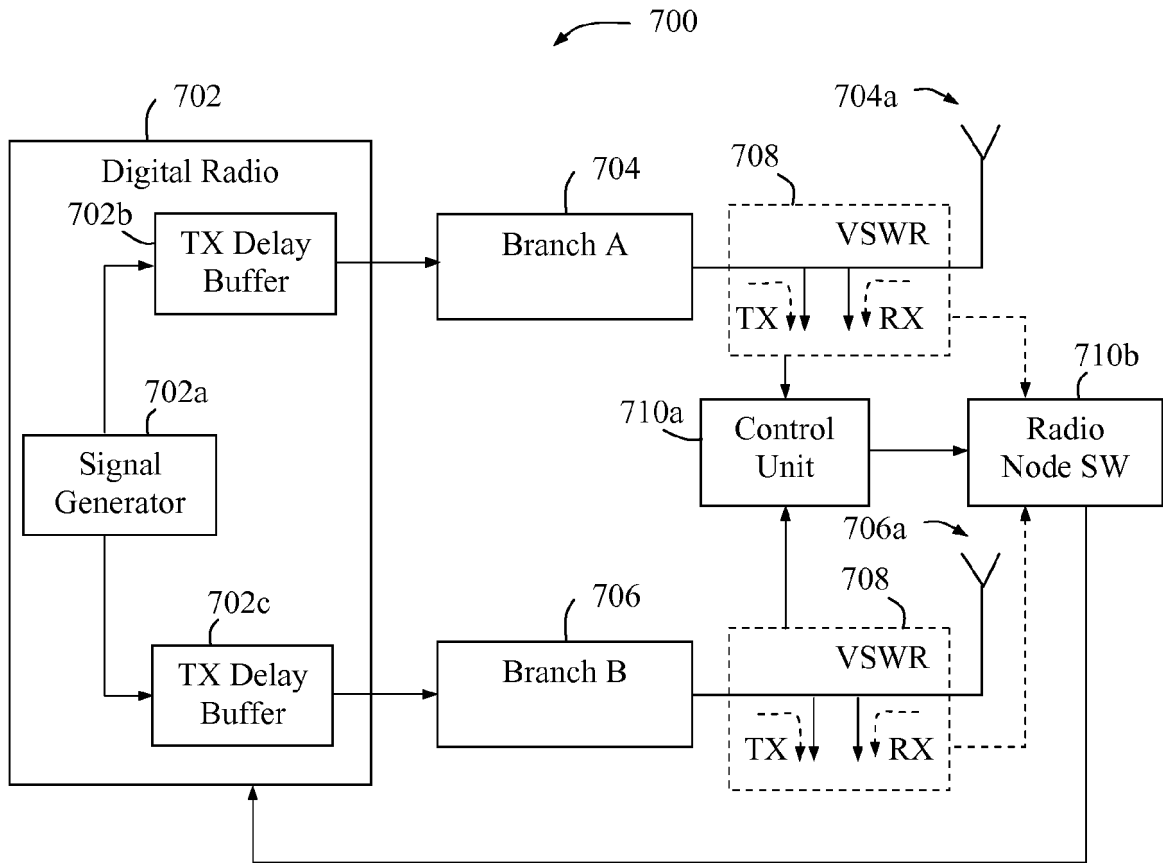 700
702
704a
Digital Radio
704
708
702b
TX Delay
Buffer
Branch A
VSWR
TX
RX
710b
702a
710a
Signal
Generator
Control
Unit
Radio
Node SW
706a
702c
706
708
TX Delay
Buffer
Branch B
VSWR
TX
RX